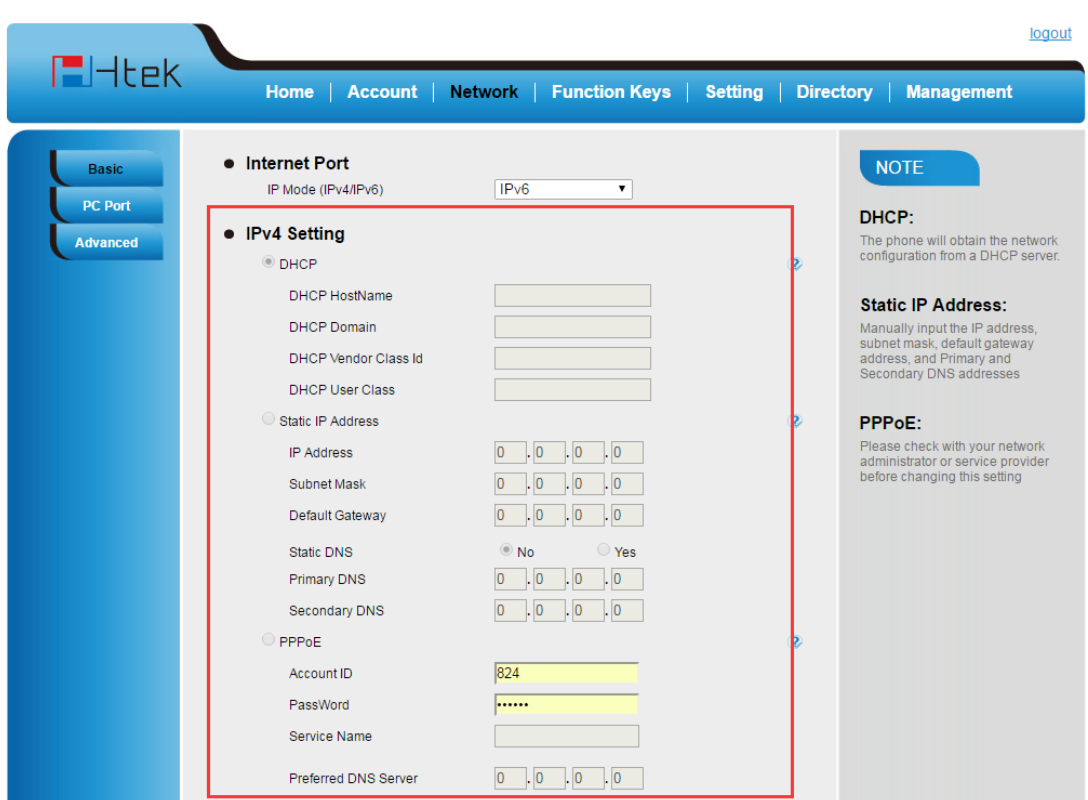 logout
Htek
Home Account Network Function Keys Setting Directory Management
Basic
PC Port
Advanced
Internet Port
IP Mode (IPv4/IPv6) IPv6
IPv4 Setting
DHCP
DHCP HostName
DHCP Domain
DHCP Vendor Class Id
DHCP User Class
Static IP Address
IP Address 0 . 0 . 0 . 0
Subnet Mask 0 . 0 . 0 . 0
Default Gateway 0 . 0 . 0 . 0
Static DNS No Yes
Primary DNS 0 . 0 . 0 . 0
Secondary DNS 0 . 0 . 0 . 0
PPPoE
Account ID 824
PassWord ••••••
Service Name
Preferred DNS Server 0 . 0 . 0 . 0
NOTE
DHCP:
The phone will obtain the network
configuration from a DHCP server.
Static IP Address:
Manually input the IP address,
subnet mask, default gateway
address, and Primary and
Secondary DNS addresses
PPPoE:
Please check with your network
administrator or service provider
before changing this setting